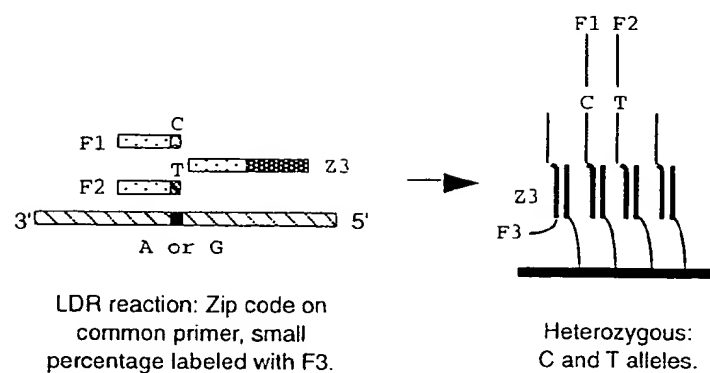 F1 F2
C T
C
F1
T
Z3
F2
3' 5'
A or G
Z3
F3
LDR reaction: Zip code on
common primer, small
percentage labeled with F3.
Heterozygous:
C and T alleles.